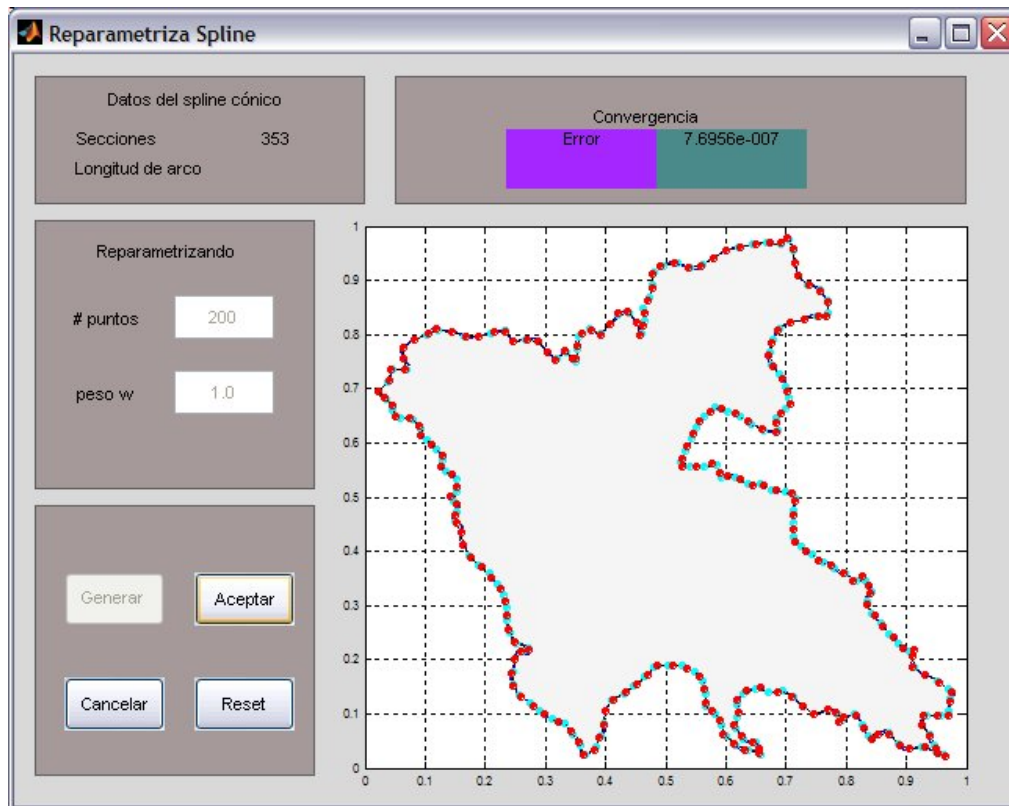 Reparametriza Spline
Datos del spline cónico
Secciones 353
Longitud de arco
Convergencia
Error 7.6956e-007
Reparametrizando
# puntos 200
peso w 1.0
Generar Aceptar
Cancelar Reset
1
0.9
0.8
0.7
0.6
0.5
0.4
0.3
0.2
0.1
0
0 0.1 0.2 0.3 0.4 0.5 0.6 0.7 0.8 0.9 1